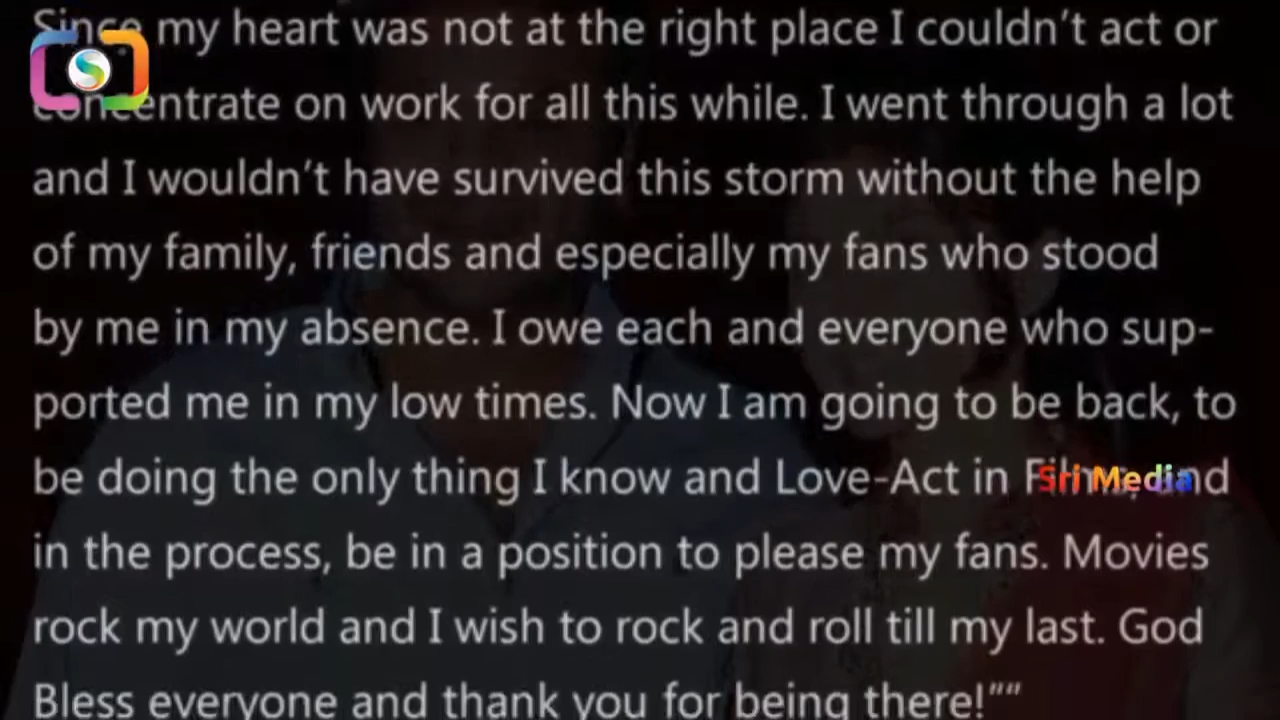 Since my heart was not at the right place I couldn't act or
concentrate on work for all this while. I went through a lot
and I wouldn't have survived this storm without the help
of my family, friends and especially my fans who stood
by me in my absence. I owe each and everyone who sup-
ported me in my low times. Now I am going to be back, to
be doing the only thing I know and Love-Act in Films, and
Sri Media
in the process, be in a position to please my fans. Movies
rock my world and I wish to rock and roll till my last. God
Bless everyone and thank you for being there!""